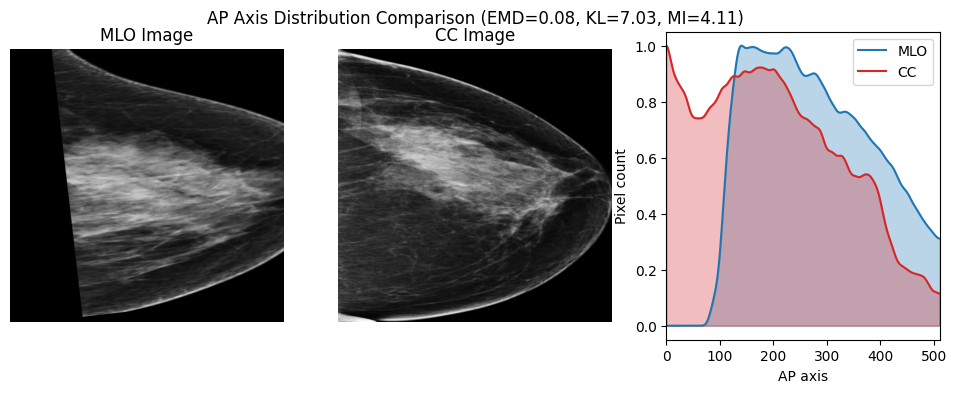 AP Axis Distribution Comparison (EMD=0.08, KL=7.03, MI=4.11)
MLO Image
CC Image
MLO
CC
Pixel count
1.0
0.8
0.6
0.4
0.2
0.0
0 100 200 300 400 500
AP axis